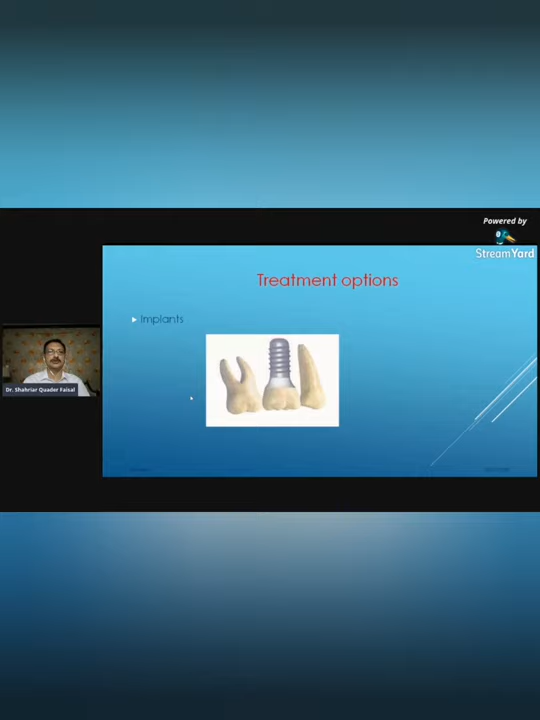 Powered by
StreamYard
Treatment options
Implants
Dr. Shahriar Quader Faisal